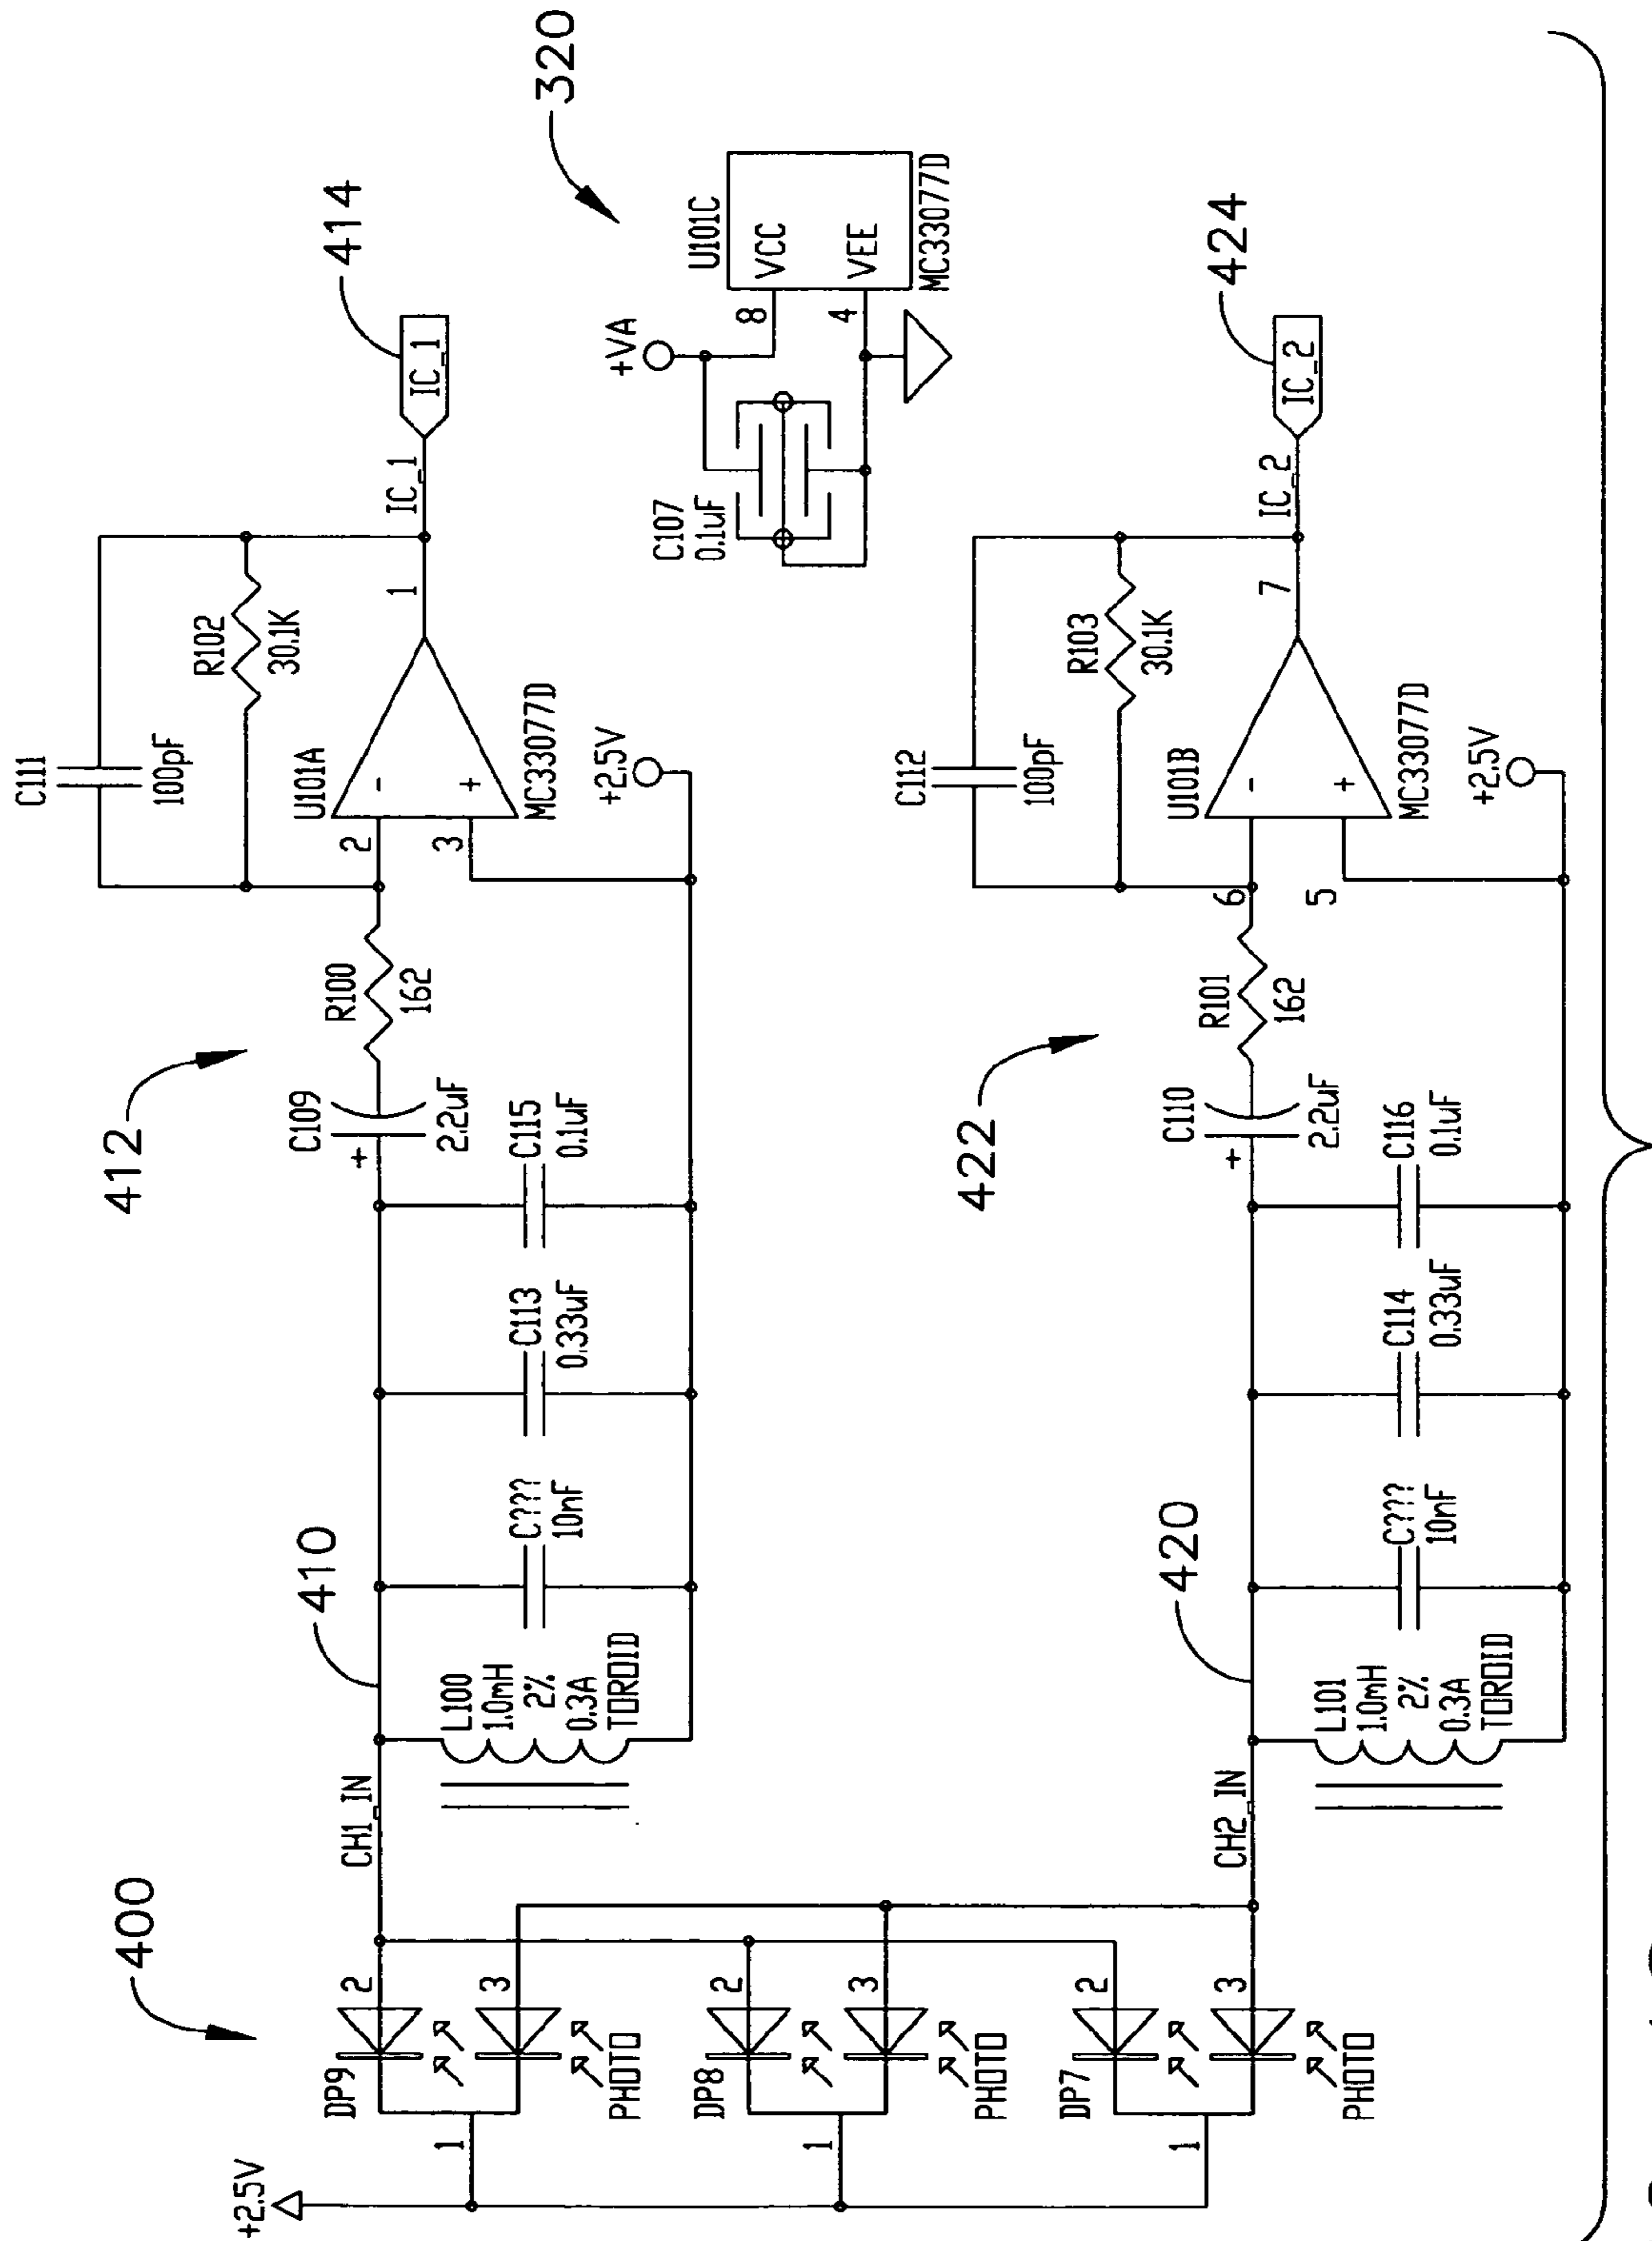 400
+2.5V
DP9
1
2
3
PHOTO
DP8
1
2
3
PHOTO
DP7
1
2
3
PHOTO
CH1_IN
410
L100
1.0mH
2%
0.3A
TOROID
C???
10nF
C113
0.33uF
C115
0.1uF
412
C109
+
2.2uF
R100
162
C111
100pF
R102
30.1K
U101A
2
-
3
+
1
MC33077D
+2.5V
IC_1
IC_1
414
320
U101C
VCC
VEE
MC33077D
8
4
+VA
C107
0.1uF
CH2_IN
420
L101
1.0mH
2%
0.3A
TOROID
C???
10nF
C114
0.33uF
C116
0.1uF
422
C110
+
2.2uF
R101
162
C112
100pF
R103
30.1K
U101B
6
-
5
+
7
MC33077D
+2.5V
IC_2
IC_2
424